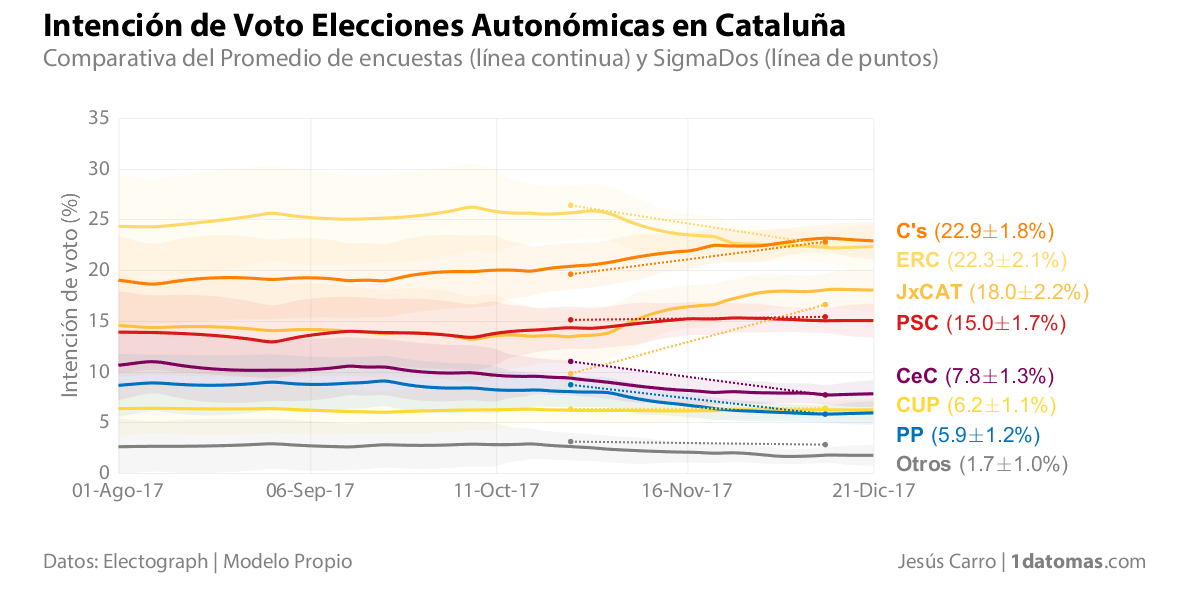 Intención de Voto Elecciones Autonómicas en Cataluña
Comparativa del Promedio de encuestas (línea continua) y SigmaDos (línea de puntos)
Intención de voto (%)
35
30
25
20
15
10
5
0
01-Ago-17
06-Sep-17
11-Oct-17
16-Nov-17
21-Dic-17
C's (22.9±1.8%)
ERC (22.3±2.1%)
JxCAT (18.0±2.2%)
PSC (15.0±1.7%)
CeC (7.8±1.3%)
CUP (6.2±1.1%)
PP (5.9±1.2%)
Otros (1.7±1.0%)
Datos: Electograph | Modelo Propio
Jesús Carro | 1datomas.com